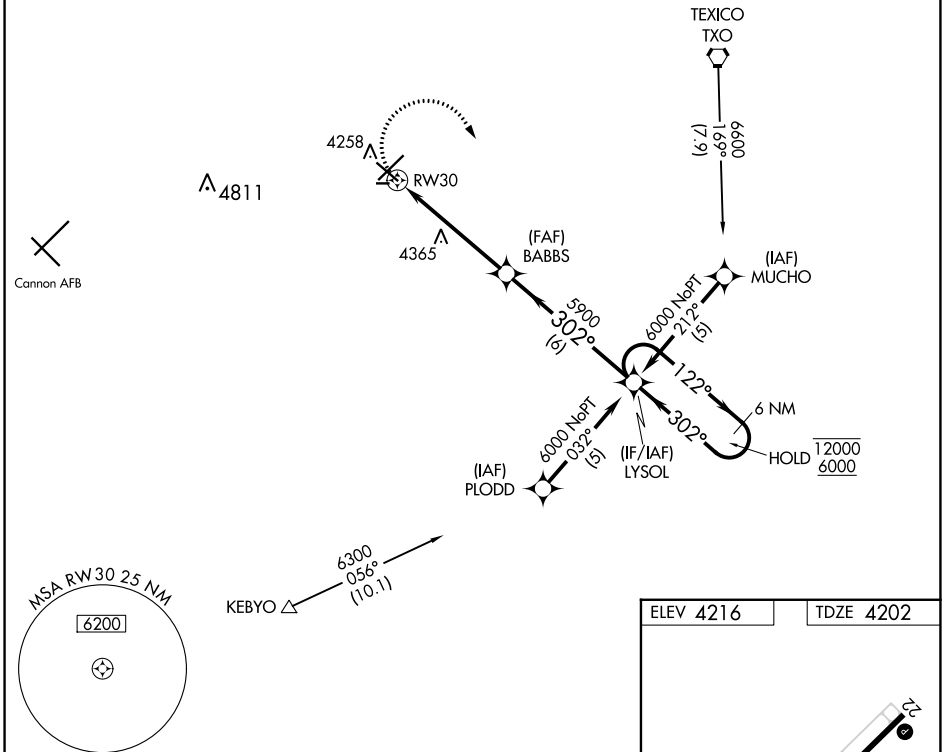 TEXICO
TXO
6600
169°
(7.9)
4258
RW30
4811
4365
(FAF)
BABBS
(IAF)
MUCHO
Cannon AFB
5900
302°
(6)
6000 NoPT
212°
(5)
122°
302°
6 NM
HOLD
12000
6000
6000 NoPT
032°
(5)
(IF/IAF)
LYSOL
(IAF)
PLODD
6300
056°
(10.1)
KEBYO
MSA RW30 25 NM
6200
ELEV 4216
TDZE 4202
22
P